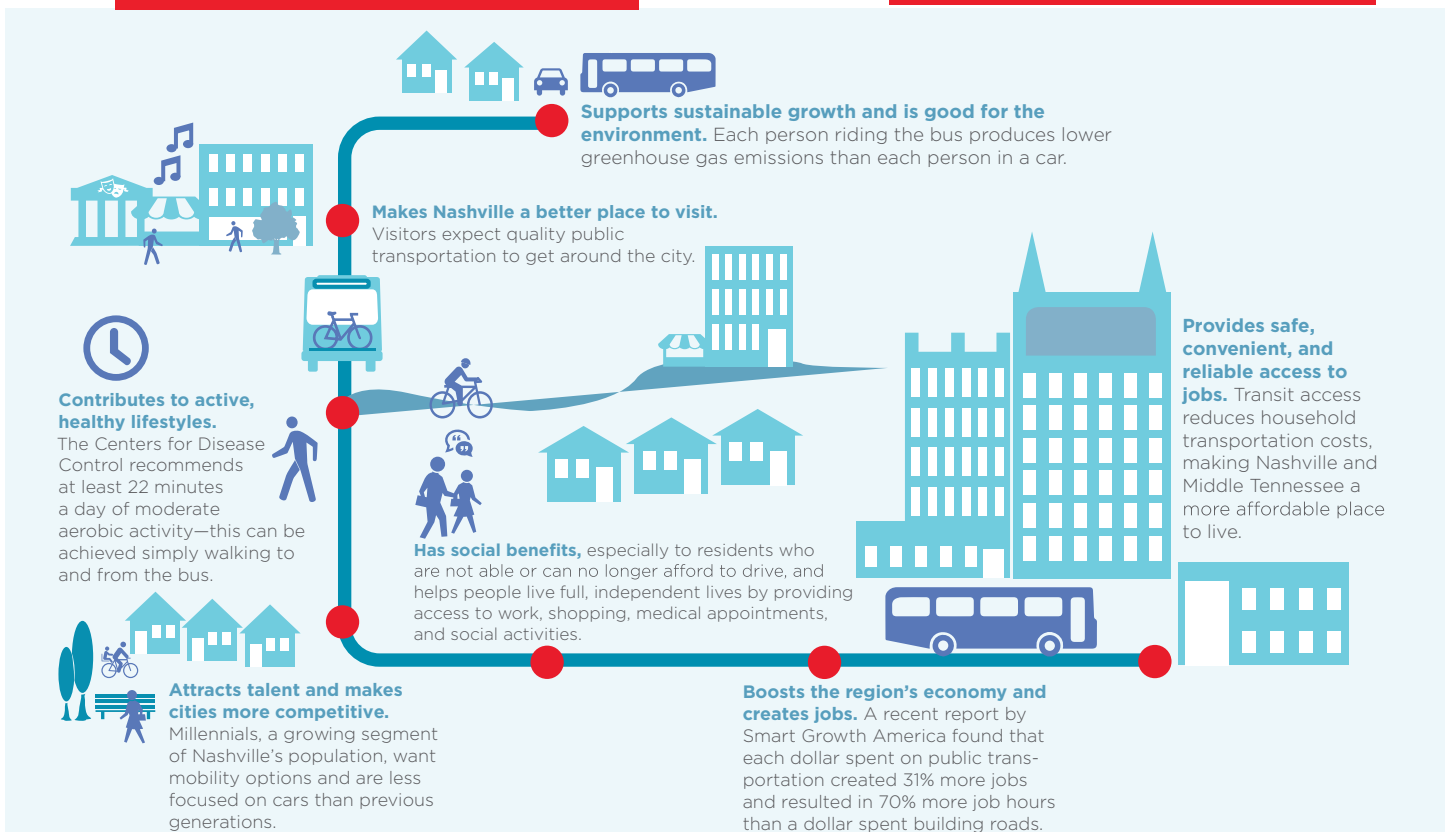 Supports sustainable growth and is good for the
environment. Each person riding the bus produces lower
greenhouse gas emissions than each person in a car.
Makes Nashville a better place to visit.
Visitors expect quality public
transportation to get around the city.
Provides safe,
convenient, and
reliable access to
jobs. Transit access
reduces household
transportation costs,
making Nashville and
Middle Tennessee a
more affordable place
to live.
Contributes to active,
healthy lifestyles.
The Centers for Disease
Control recommends
at least 22 minutes
a day of moderate
aerobic activity—this can be
achieved simply walking to
and from the bus.
Has social benefits, especially to residents who
are not able or can no longer afford to drive, and
helps people live full, independent lives by providing
access to work, shopping, medical appointments,
and social activities.
Attracts talent and makes
cities more competitive.
Millennials, a growing segment
of Nashville’s population, want
mobility options and are less
focused on cars than previous
generations.
Boosts the region’s economy and
creates jobs. A recent report by
Smart Growth America found that
each dollar spent on public trans-
portation created 31% more jobs
and resulted in 70% more job hours
than a dollar spent building roads.